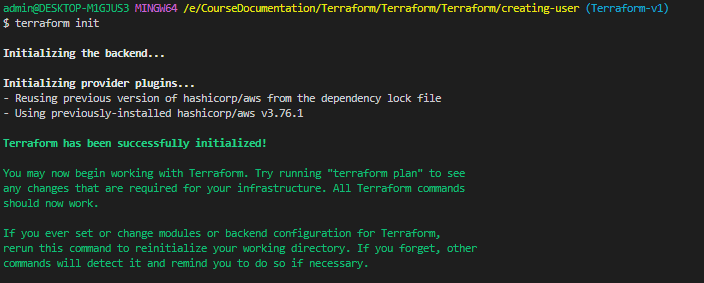 admin@DESKTOP-M1GJUS3 MINGW64 /e/CourseDocumentation/Terraform/Terraform/Terraform/creating-user (Terraform-v1)
$ terraform init
Initializing the backend...
Initializing provider plugins...
- Reusing previous version of hashicorp/aws from the dependency lock file
- Using previously-installed hashicorp/aws v3.76.1
Terraform has been successfully initialized!
You may now begin working with Terraform. Try running "terraform plan" to see
any changes that are required for your infrastructure. All Terraform commands
should now work.
If you ever set or change modules or backend configuration for Terraform,
rerun this command to reinitialize your working directory. If you forget, other
commands will detect it and remind you to do so if necessary.